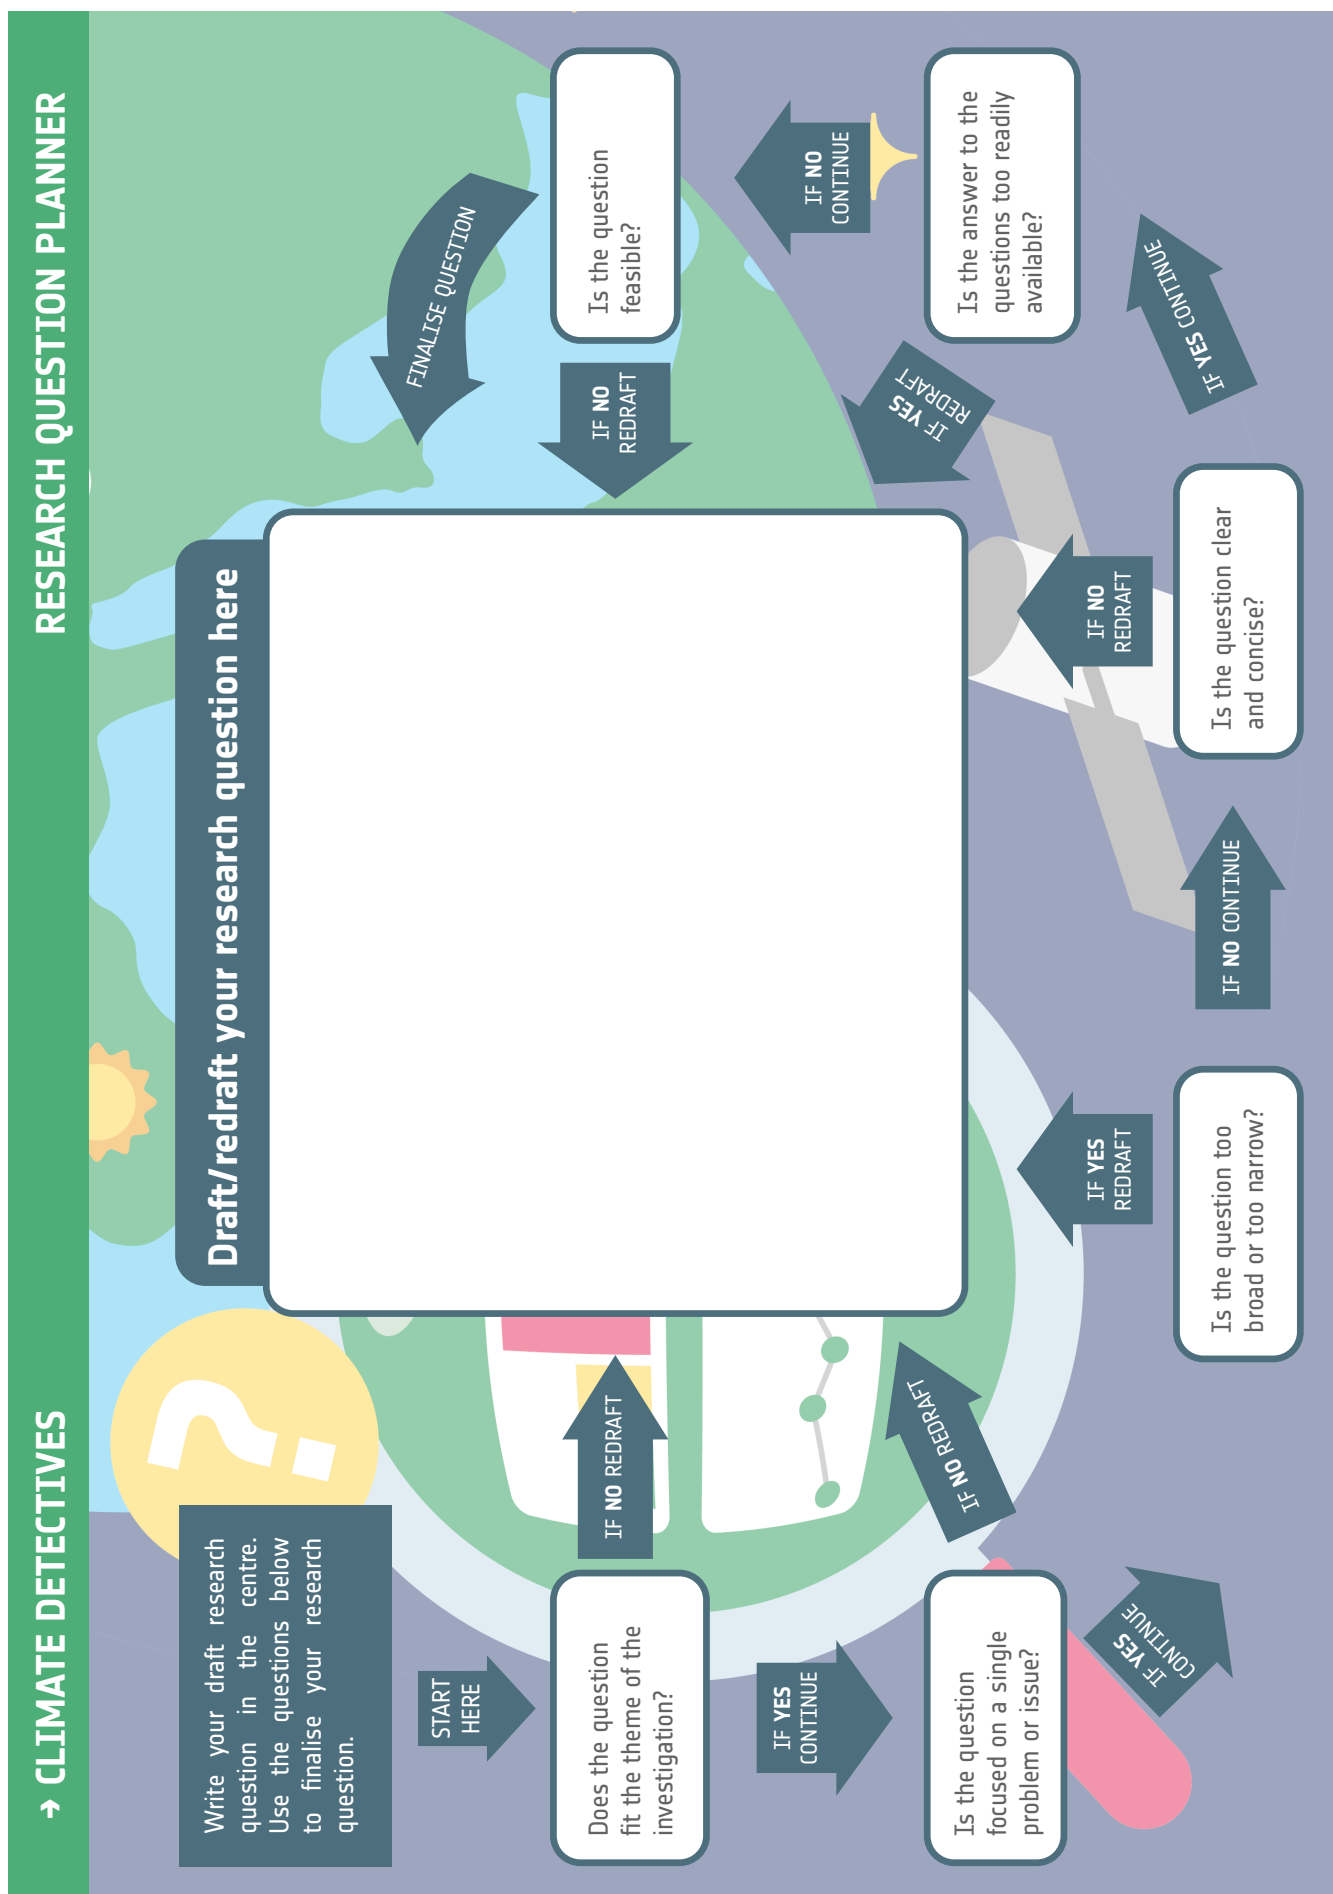 → CLIMATE DETECTIVES
RESEARCH QUESTION PLANNER
Write your draft research
question in the centre.
Use the questions below
to finalise your research
question.
Draft/redraft your research question here
START
HERE
Does the question
fit the theme of the
investigation?
IF NO REDRAFT
IF YES
CONTINUE
Is the question
focused on a single
problem or issue?
IF NO REDRAFT
IF YES
CONTINUE
Is the question too
broad or too narrow?
IF YES
REDRAFT
IF NO CONTINUE
Is the question clear
and concise?
IF NO
REDRAFT
IF YES CONTINUE
Is the answer to the
questions too readily
available?
IF YES
REDRAFT
IF NO
CONTINUE
Is the question
feasible?
IF NO
REDRAFT
FINALISE QUESTION
?